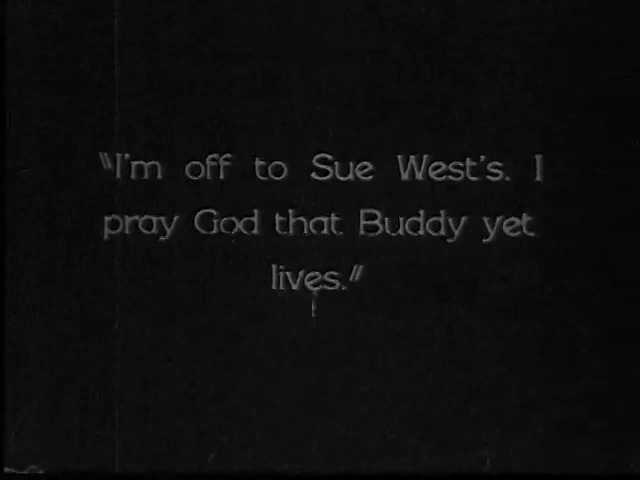 "I'm off to Sue West's. I
pray God that Buddy yet
lives."